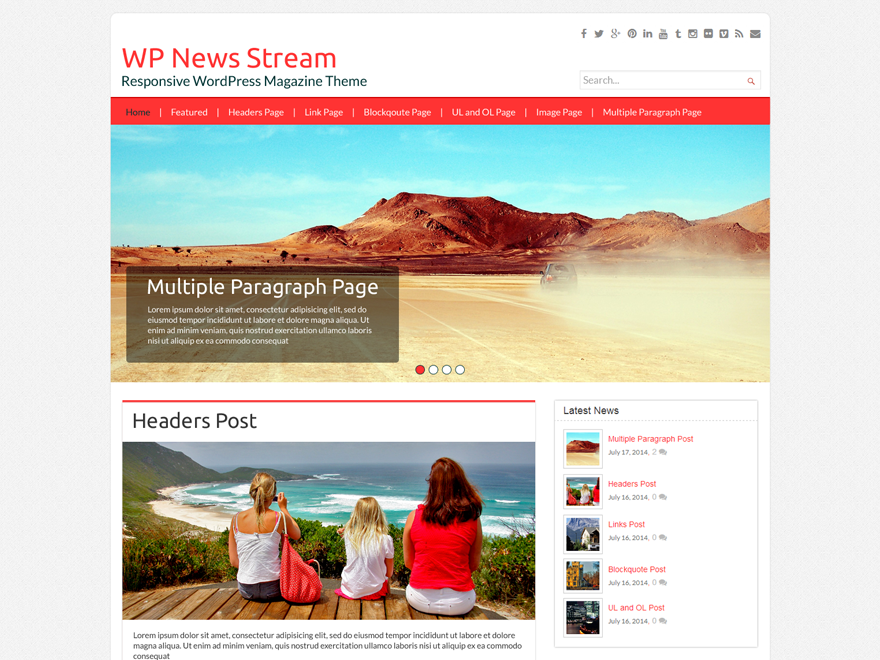 WP News Stream
Responsive WordPress Magazine Theme
Search...
Home | Featured | Headers Page | Link Page | Blockqoute Page | UL and OL Page | Image Page | Multiple Paragraph Page
Multiple Paragraph Page
Lorem ipsum dolor sit amet, consectetur adipisicing elit, sed do
eiusmod tempor incididunt ut labore et dolore magna aliqua. Ut
enim ad minim veniam, quis nostrud exercitation ullamco laboris
nisi ut aliquip ex ea commodo consequat
Headers Post
Lorem ipsum dolor sit amet, consectetur adipisicing elit, sed do eiusmod tempor incididunt ut labore et dolore
magna aliqua. Ut enim ad minim veniam, quis nostrud exercitation ullamco laboris nisi ut aliquip ex ea commodo
consequat
Latest News
Multiple Paragraph Post
July 17, 2014, 2
Headers Post
July 16, 2014, 0
Links Post
July 16, 2014, 0
Blockquote Post
July 16, 2014, 0
UL and OL Post
July 16, 2014, 0